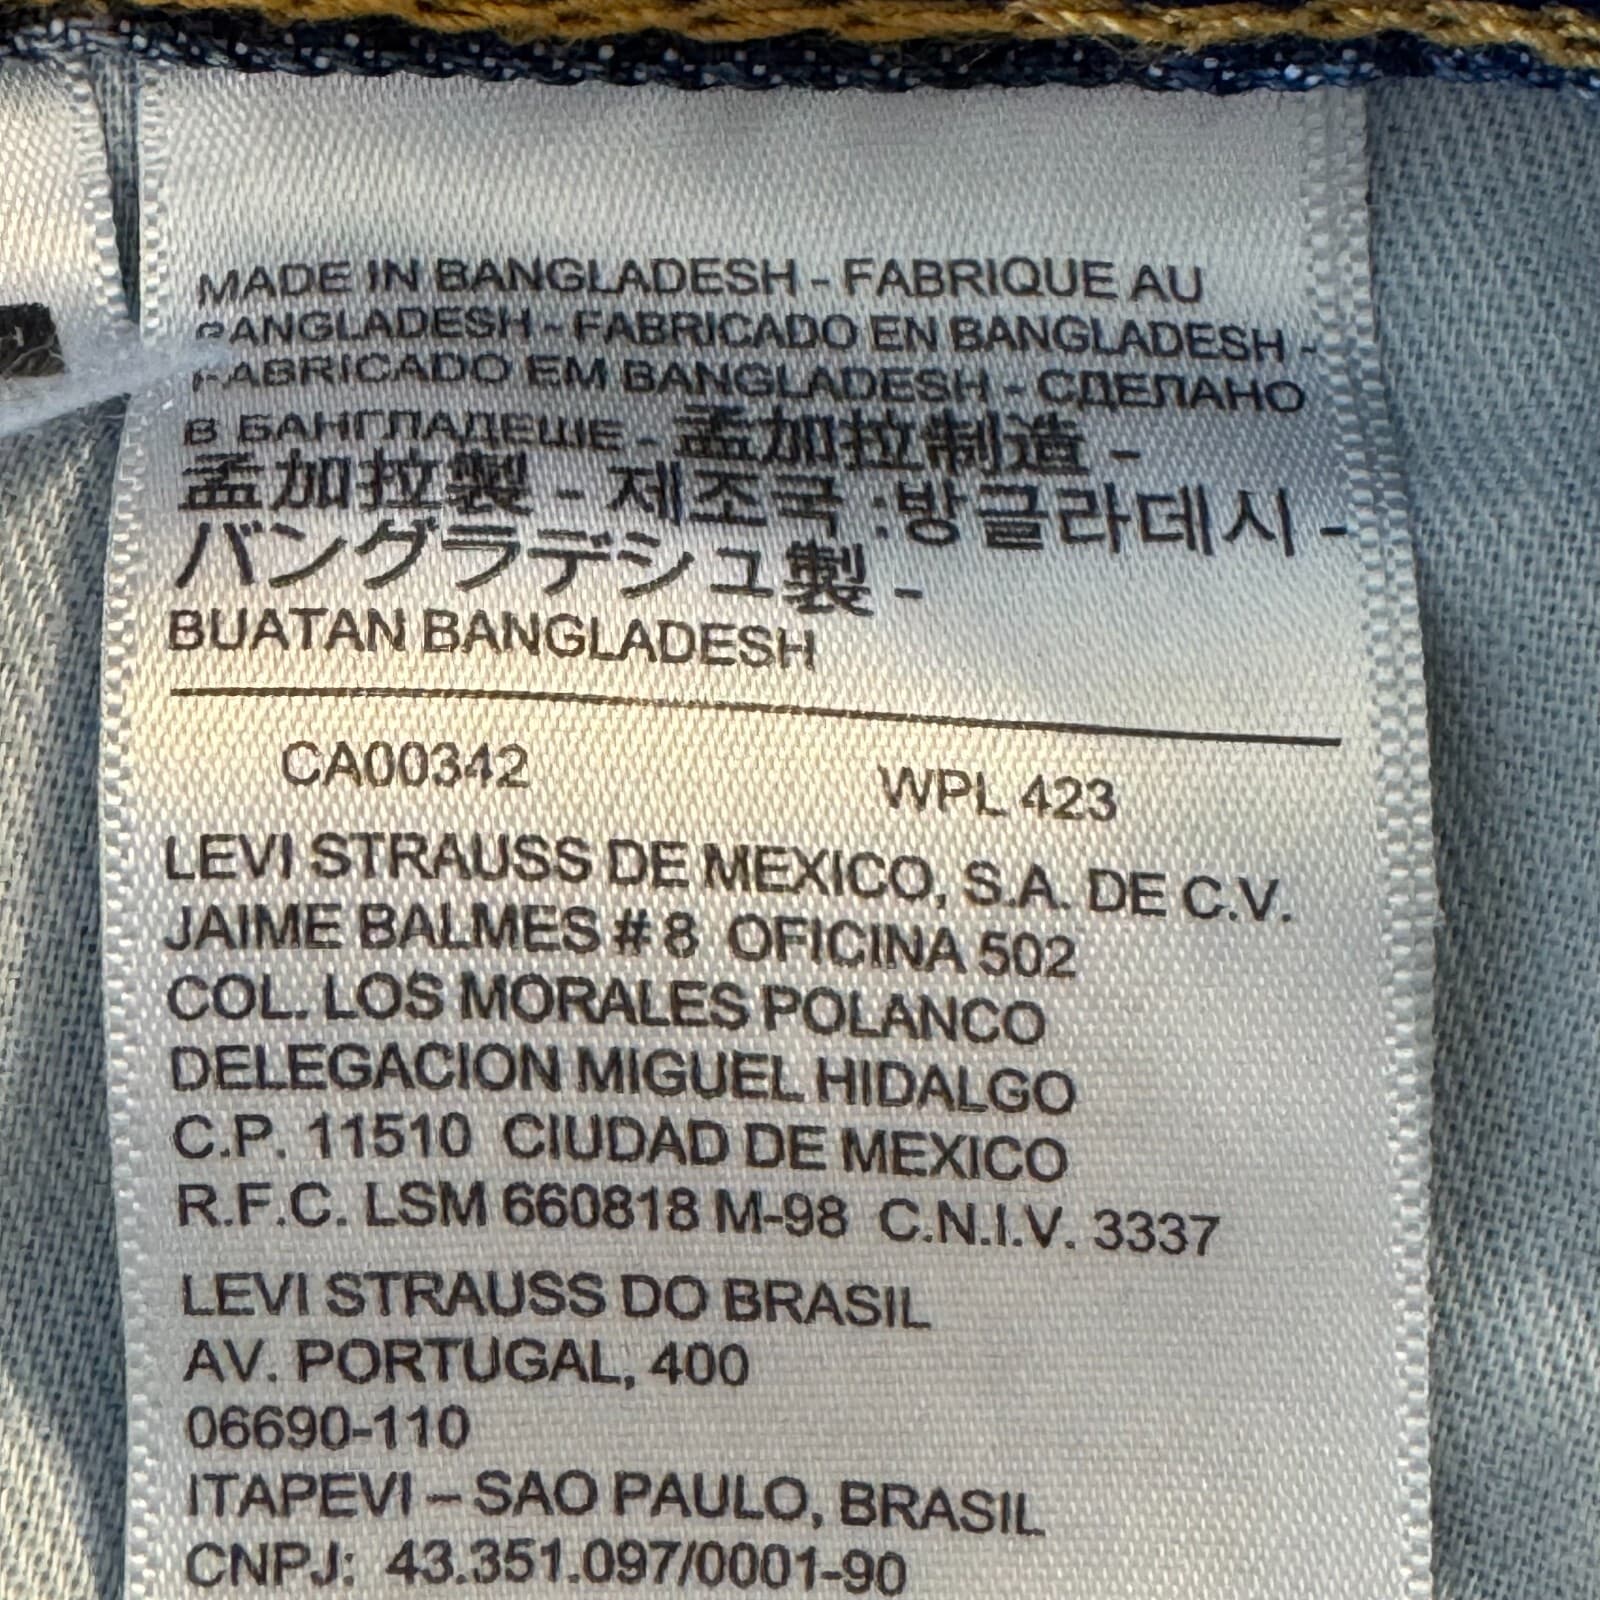 MADE IN BANGLADESH - FABRIQUE AU
BANGLADESH - FABRICADO EN BANGLADESH -
FABRICADO EM BANGLADESH - СДЕЛАНО
В БАНГЛАДЕШЕ - 孟加拉制造 -
孟加拉製 - 제조국 :방글라데시 -
バングラデシュ製 -
BUATAN BANGLADESH
CA00342 WPL 423
LEVI STRAUSS DE MEXICO, S.A. DE C.V.
JAIME BALMES # 8 OFICINA 502
COL. LOS MORALES POLANCO
DELEGACION MIGUEL HIDALGO
C.P. 11510 CIUDAD DE MEXICO
R.F.C. LSM 660818 M-98 C.N.I.V. 3337
LEVI STRAUSS DO BRASIL
AV. PORTUGAL, 400
06690-110
ITAPEVI – SAO PAULO, BRASIL
CNPJ: 43.351.097/0001-90